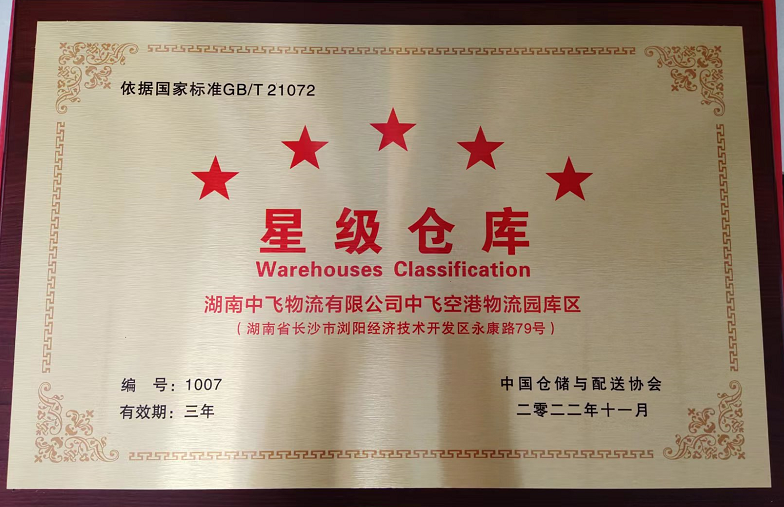 依据国家标准GB/T 21072
星级仓库
Warehouses Classification
湖南中飞物流有限公司中飞空港物流园库区
（湖南省长沙市浏阳经济技术开发区永康路79号）
编 号：1007
中国仓储与配送协会
有效期：三年
二零二二年十一月